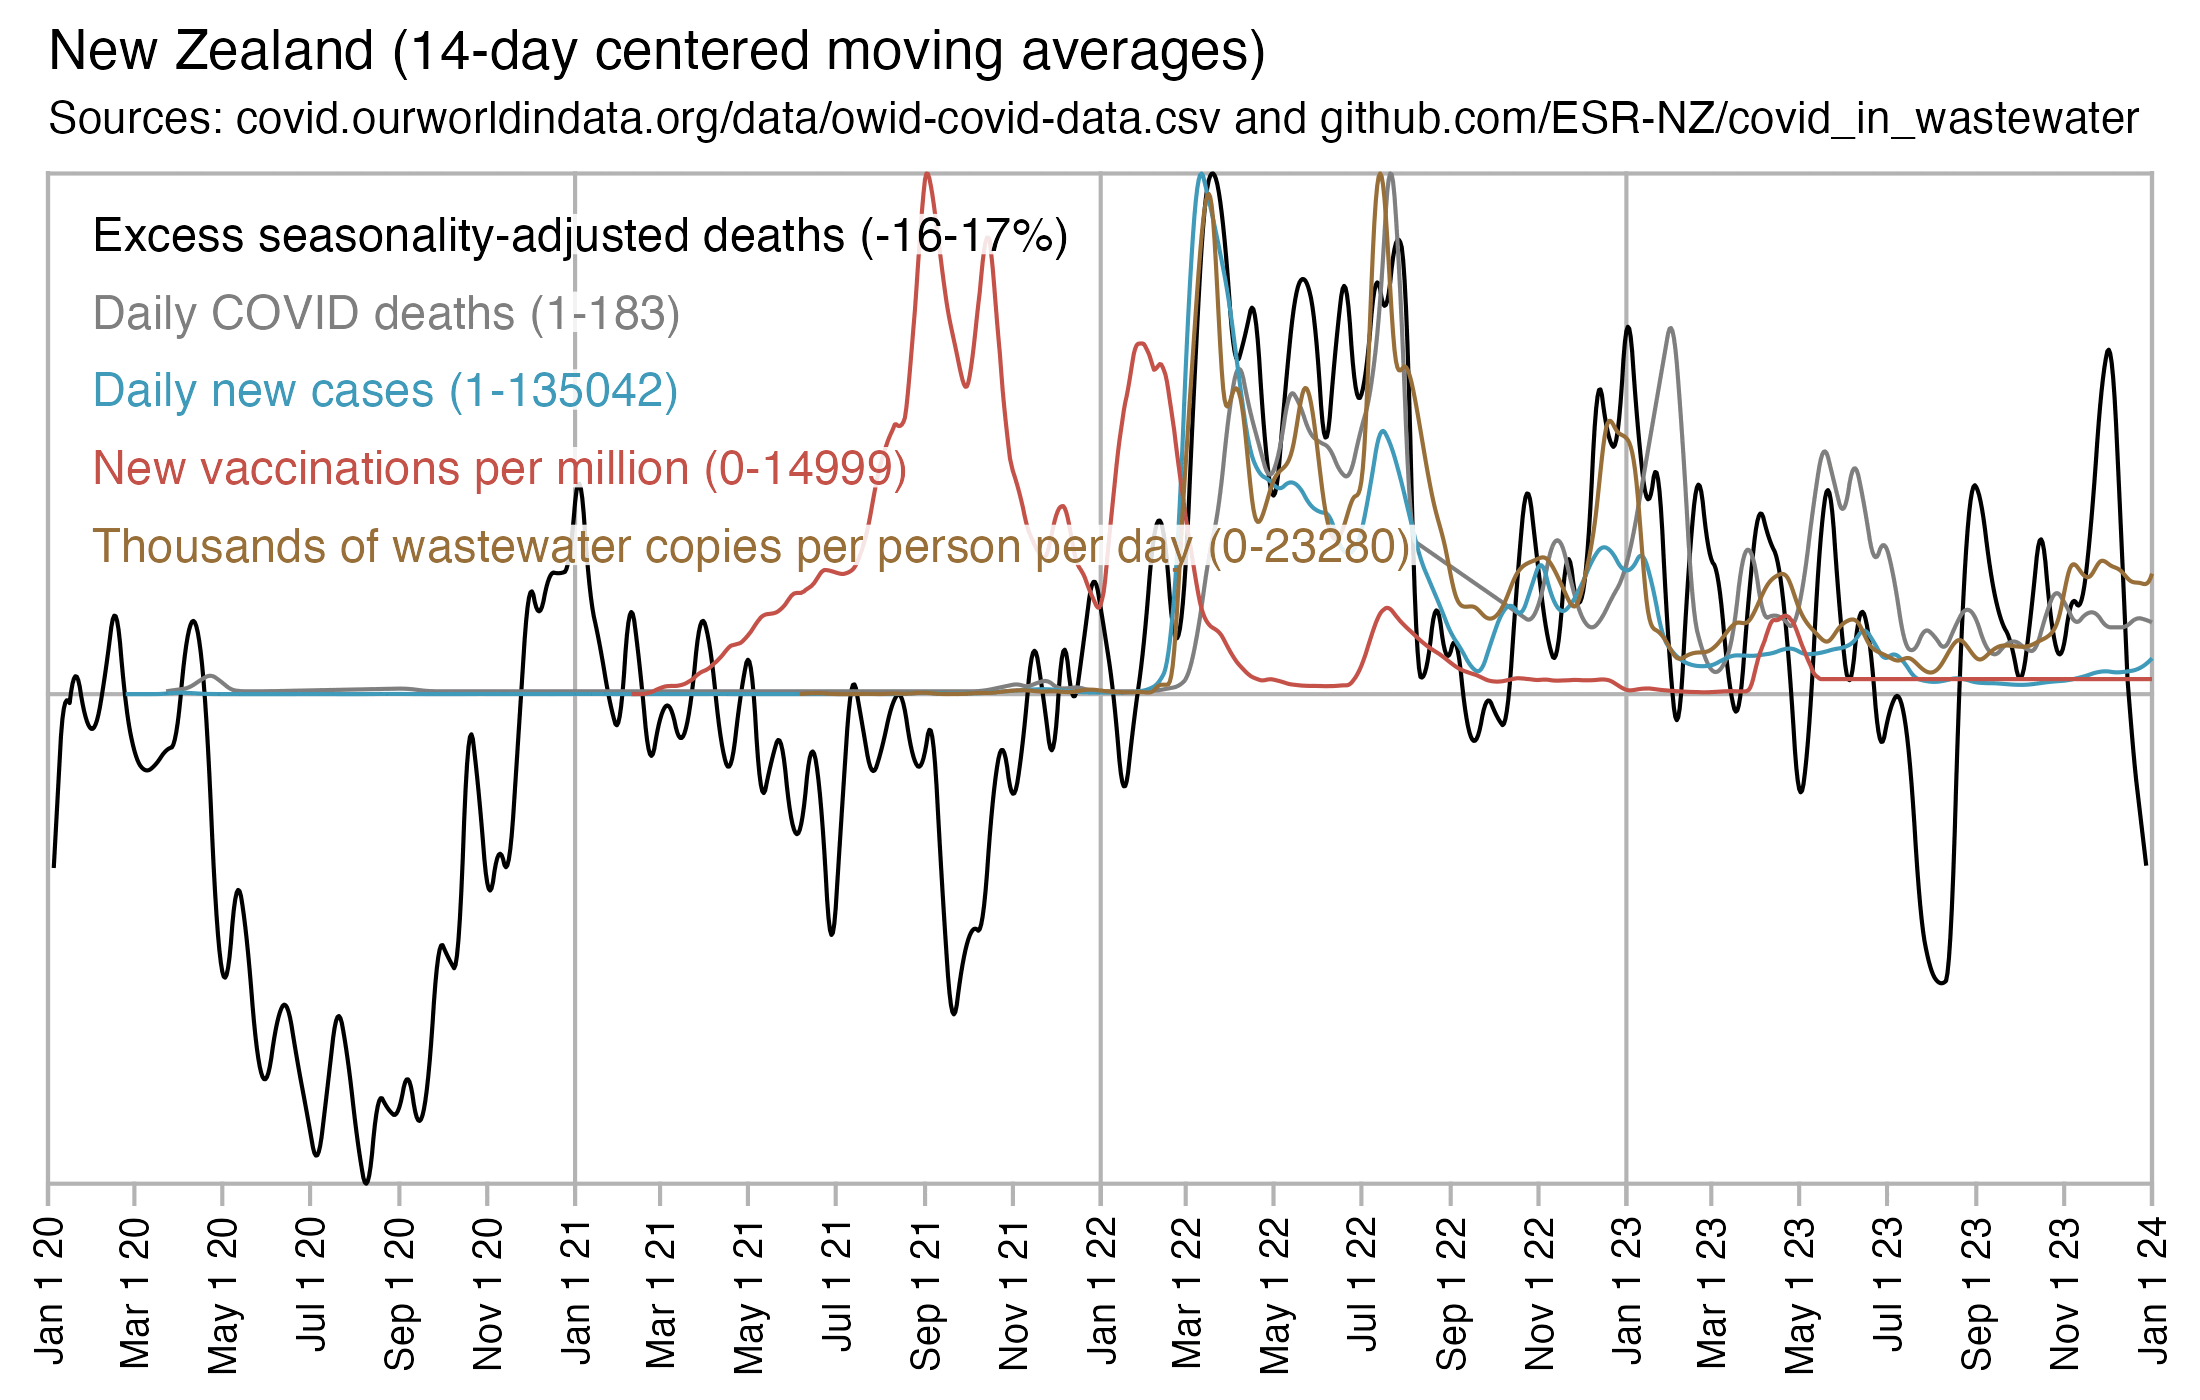 New Zealand (14-day centered moving averages)
Sources: covid.ourworldindata.org/data/owid-covid-data.csv and github.com/ESR-NZ/covid_in_wastewater
Excess seasonality-adjusted deaths (-16-17%)
Daily COVID deaths (1-183)
Daily new cases (1-135042)
New vaccinations per million (0-14999)
Thousands of wastewater copies per person per day (0-23280)
Jan 1 20
Mar 1 20
May 1 20
Jul 1 20
Sep 1 20
Nov 1 20
Jan 1 21
Mar 1 21
May 1 21
Jul 1 21
Sep 1 21
Nov 1 21
Jan 1 22
Mar 1 22
May 1 22
Jul 1 22
Sep 1 22
Nov 1 22
Jan 1 23
Mar 1 23
May 1 23
Jul 1 23
Sep 1 23
Nov 1 23
Jan 1 24